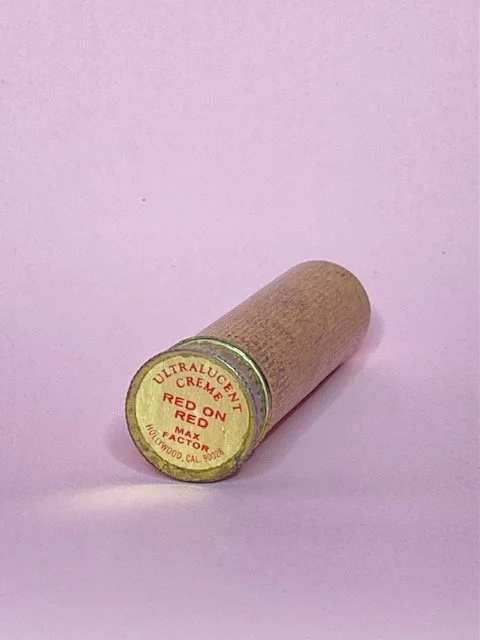 ULTRALUCENT
CREME
RED ON
RED
MAX
FACTOR
HOLLYWOOD, CAL. 90028